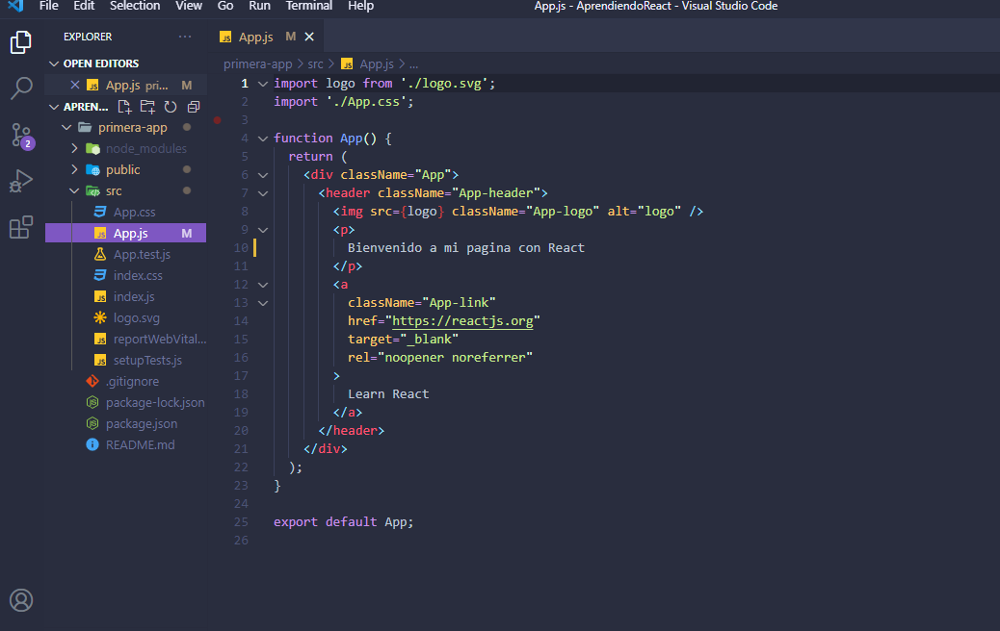 File Edit Selection View Go Run Terminal Help App.js - AprendiendoReact - Visual Studio Code
EXPLORER ...
OPEN EDITORS
App.js pri... M
APREN...
primera-app
node_modules
public
src
App.css
App.js M
App.test.js
index.css
index.js
logo.svg
reportWebVital...
setupTests.js
.gitignore
package-lock.json
package.json
README.md
2
App.js M
primera-app > src > App.js > ...
1 import logo from './logo.svg';
2 import './App.css';
3
4 function App() {
5 return (
6 <div className="App">
7 <header className="App-header">
8 <img src={logo} className="App-logo" alt="logo" />
9 <p>
10 Bienvenido a mi pagina con React
11 </p>
12 <a
13 className="App-link"
14 href="https://reactjs.org"
15 target="_blank"
16 rel="noopener noreferrer"
17 >
18 Learn React
19 </a>
20 </header>
21 </div>
22 );
23 }
24
25 export default App;
26